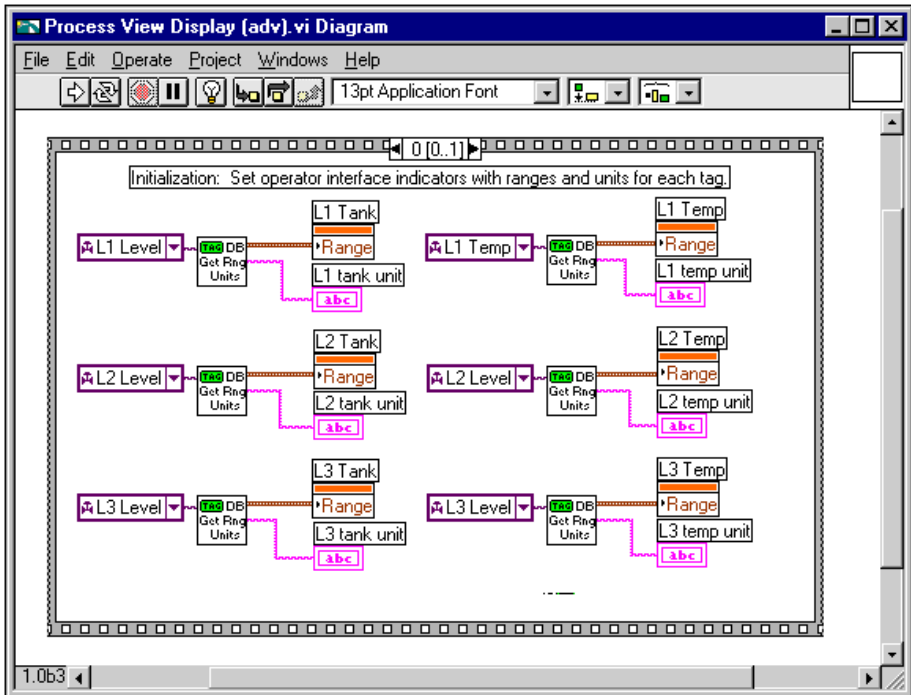 Process View Display (adv).vi Diagram
File Edit Operate Project Windows Help
13pt Application Font
0 [0..1]
Initialization: Set operator interface indicators with ranges and units for each tag.
L1 Tank
L1 Level
TAG DB
Get Rng
Units
Range
L1 tank unit
abc
L1 Temp
L1 Temp
TAG DB
Get Rng
Units
Range
L1 temp unit
abc
L2 Tank
L2 Level
TAG DB
Get Rng
Units
Range
L2 tank unit
abc
L2 Temp
L2 Level
TAG DB
Get Rng
Units
Range
L2 temp unit
abc
L3 Tank
L3 Level
TAG DB
Get Rng
Units
Range
L3 tank unit
abc
L3 Temp
L3 Level
TAG DB
Get Rng
Units
Range
L3 temp unit
abc
1.0b3